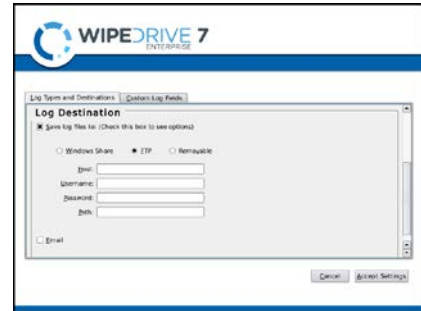 WIPEDRIVE 7
ENTERPRISE
Log Types and Destinations
Custom Log Fields
Log Destination
Save log files to: (Check this box to see options)
Windows Share
FTP
Removable
Host:
Username:
Password:
Path:
Email
Cancel
Accept Settings